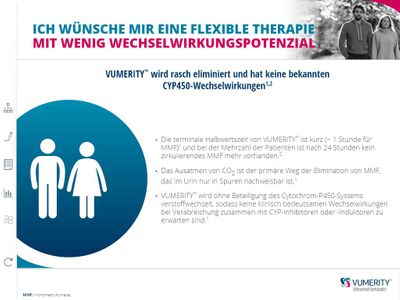 ICH WÜNSCHE MIR EINE FLEXIBLE THERAPIE
MIT WENIG WECHSELWIRKUNGSPOTENZIAL
VUMERITY™ wird rasch eliminiert und hat keine bekannten
CYP450-Wechselwirkungen1,2
• Die terminale Halbwertszeit von VUMERITY™ ist kurz (~ 1 Stunde für
MMF)1 und bei der Mehrzahl der Patienten ist nach 24 Stunden kein
zirkulierendes MMF mehr vorhanden.2
• Das Ausatmen von CO2 ist der primäre Weg der Elimination von MMF,
das im Urin nur in Spuren nachweisbar ist.1
• VUMERITY™ wird ohne Beteiligung des Cytochrom-P450-Systems
verstoffwechselt, sodass keine klinisch bedeutsamen Wechselwirkungen
bei Verabreichung zusammen mit CYP-Inhibitoren oder -Induktoren zu
erwarten sind.1
MMF: Monomethylfumarat.
VUMERITY™
(diroximel fumarate)